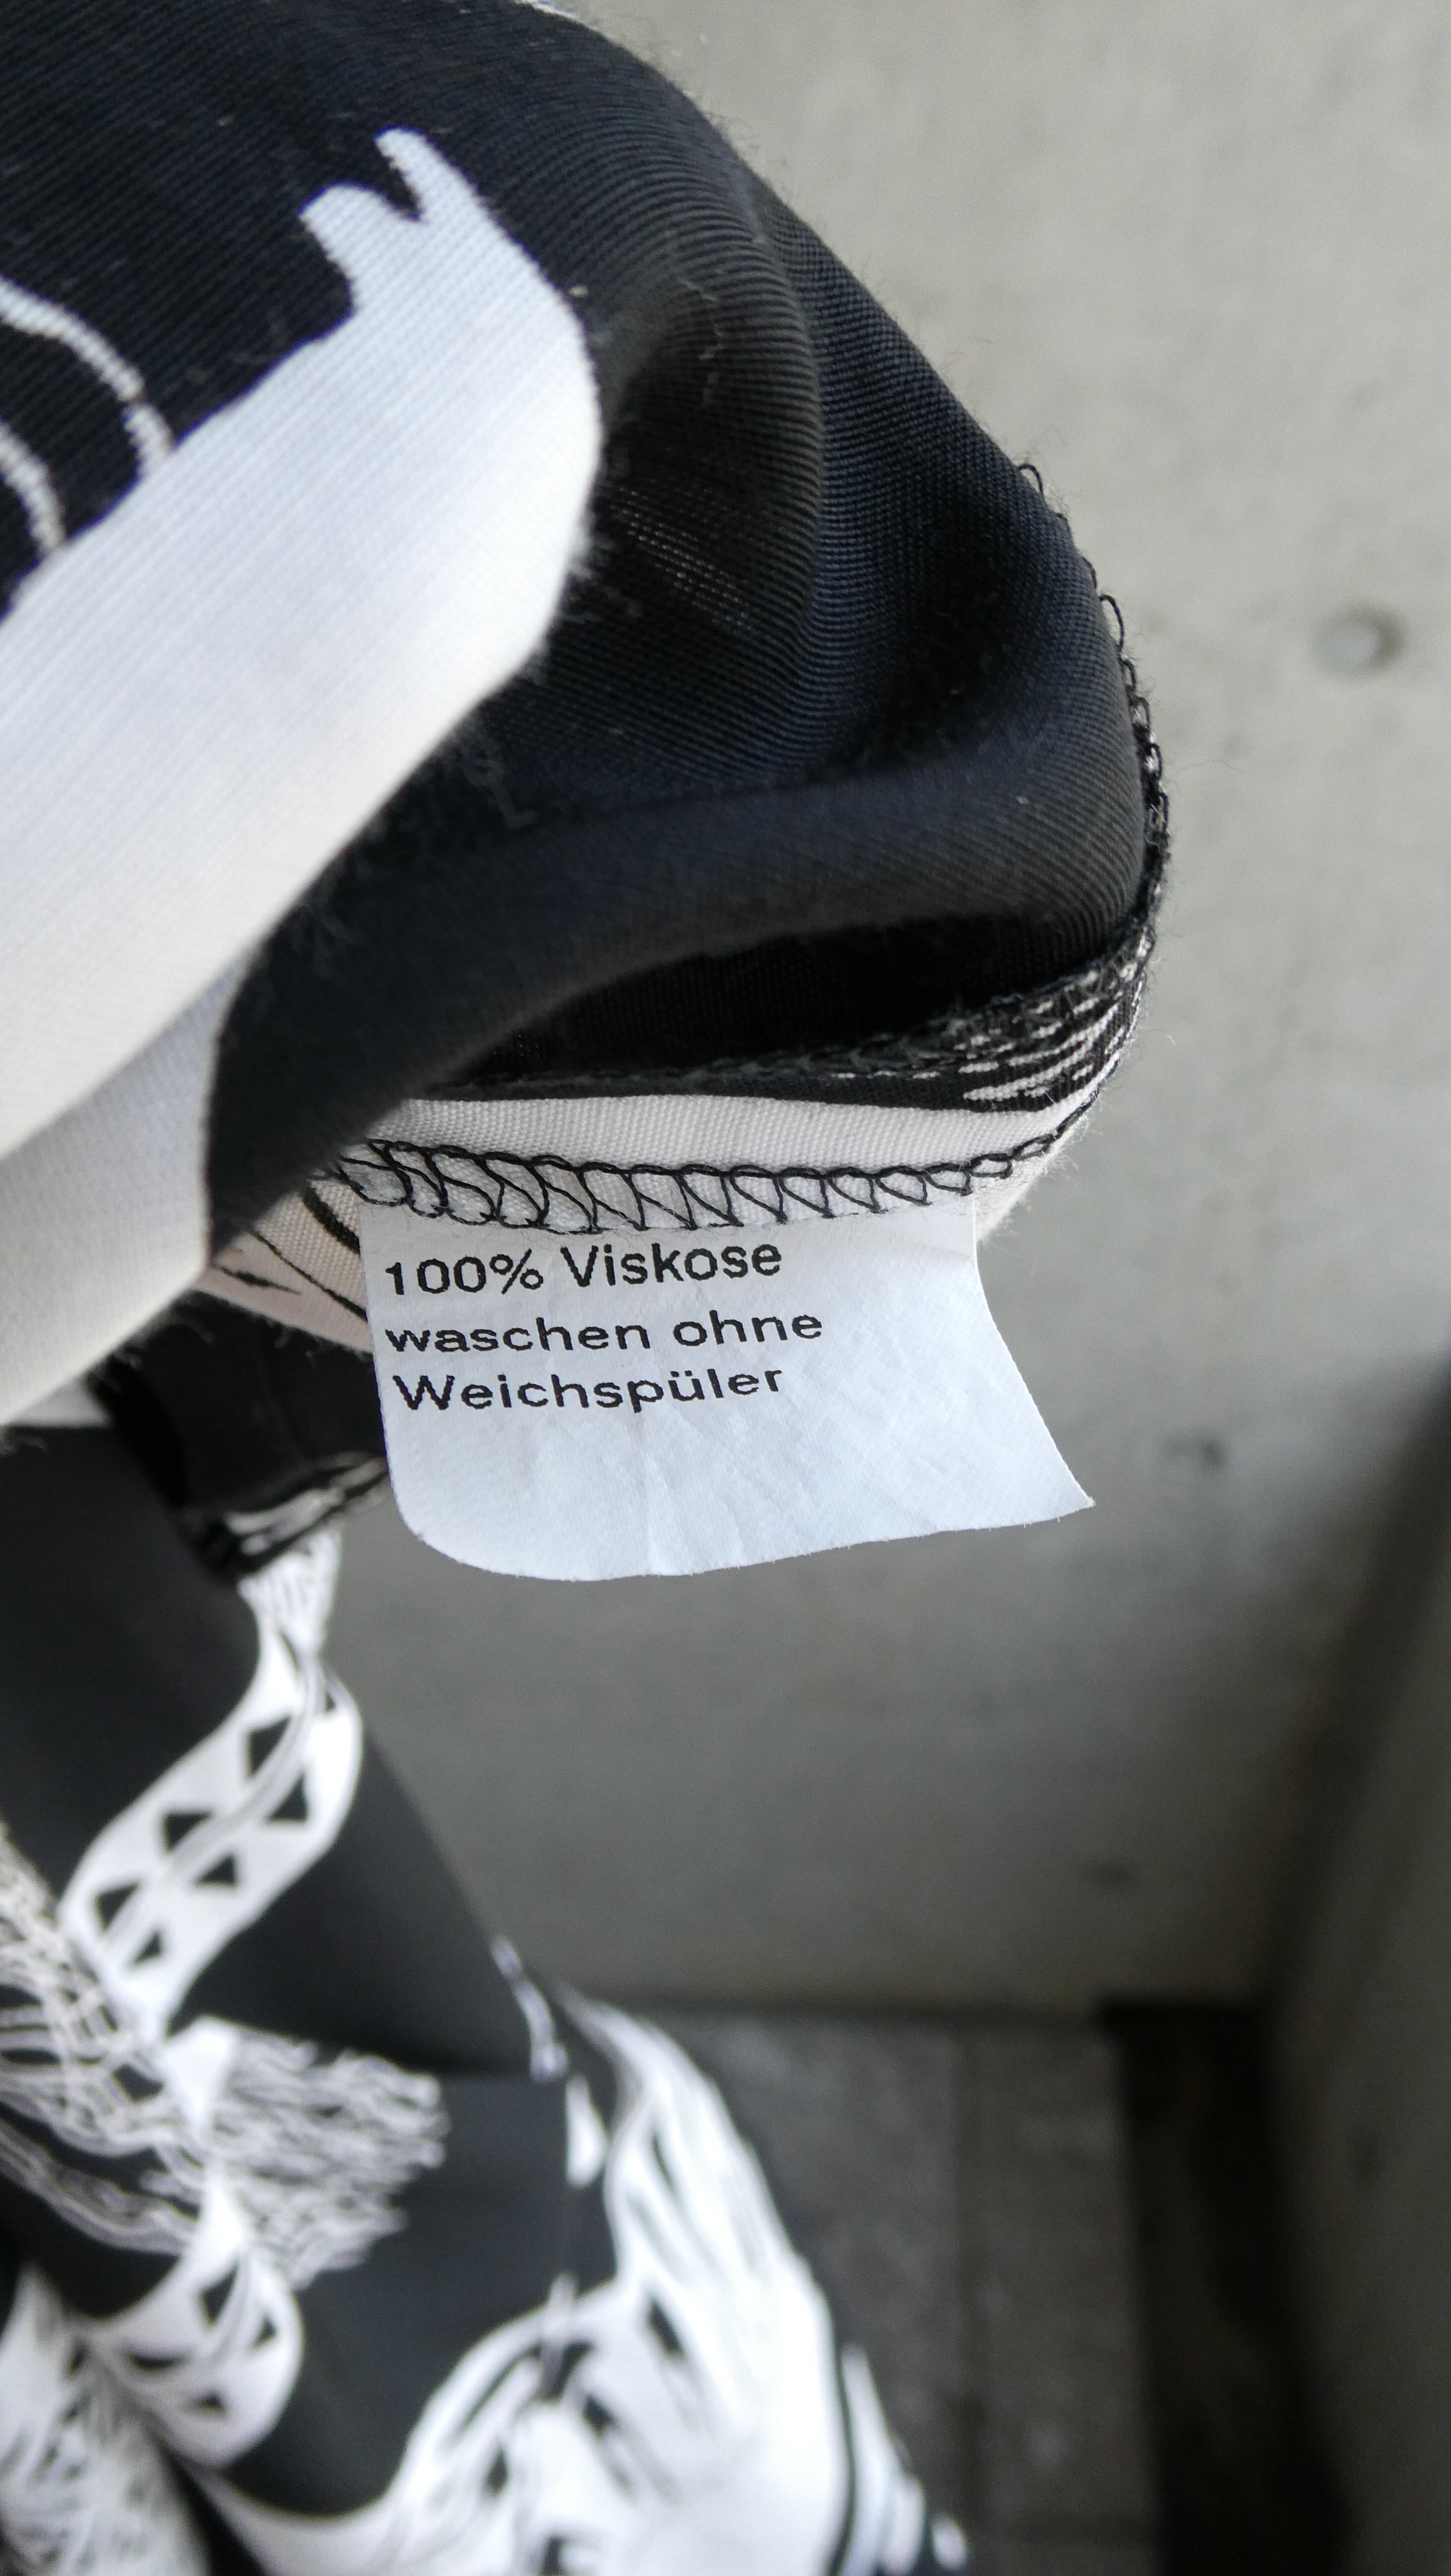 100% Viskose
waschen ohne
Weichspüler